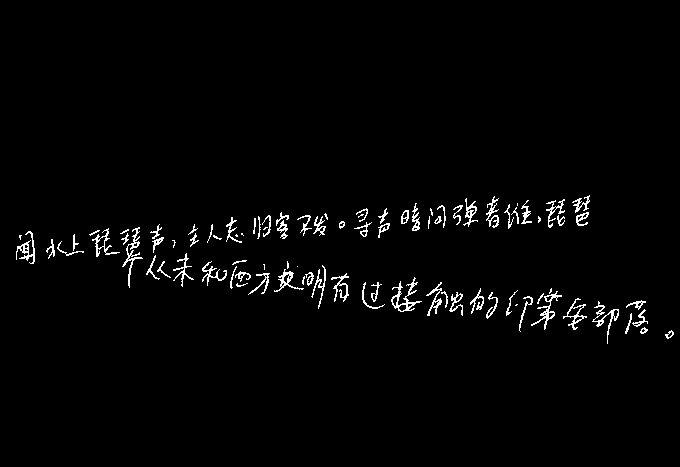 闻水上琵琶声，主人忘归客不发。寻声暗问弹者谁，琵琶
从未和西方文明有过接触的印第安部落。